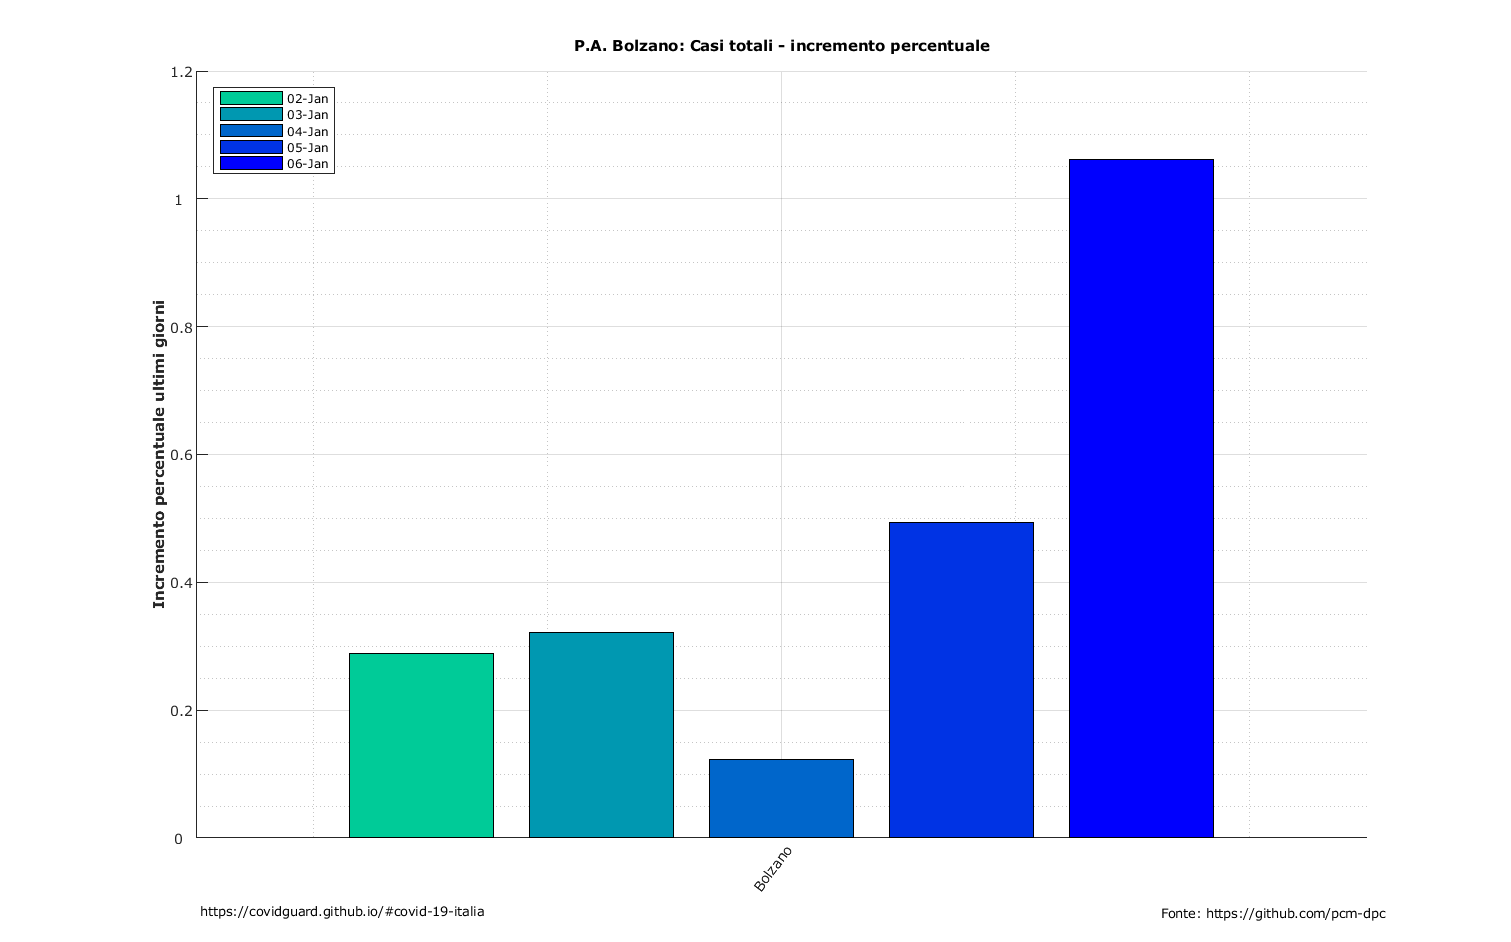 P.A. Bolzano: Casi totali - incremento percentuale
1.2
1
0.8
0.6
0.4
0.2
0
02-Jan
03-Jan
04-Jan
05-Jan
06-Jan
Incremento percentuale ultimi giorni
Bolzano
https://covidguard.github.io/#covid-19-italia
Fonte: https://github.com/pcm-dpc